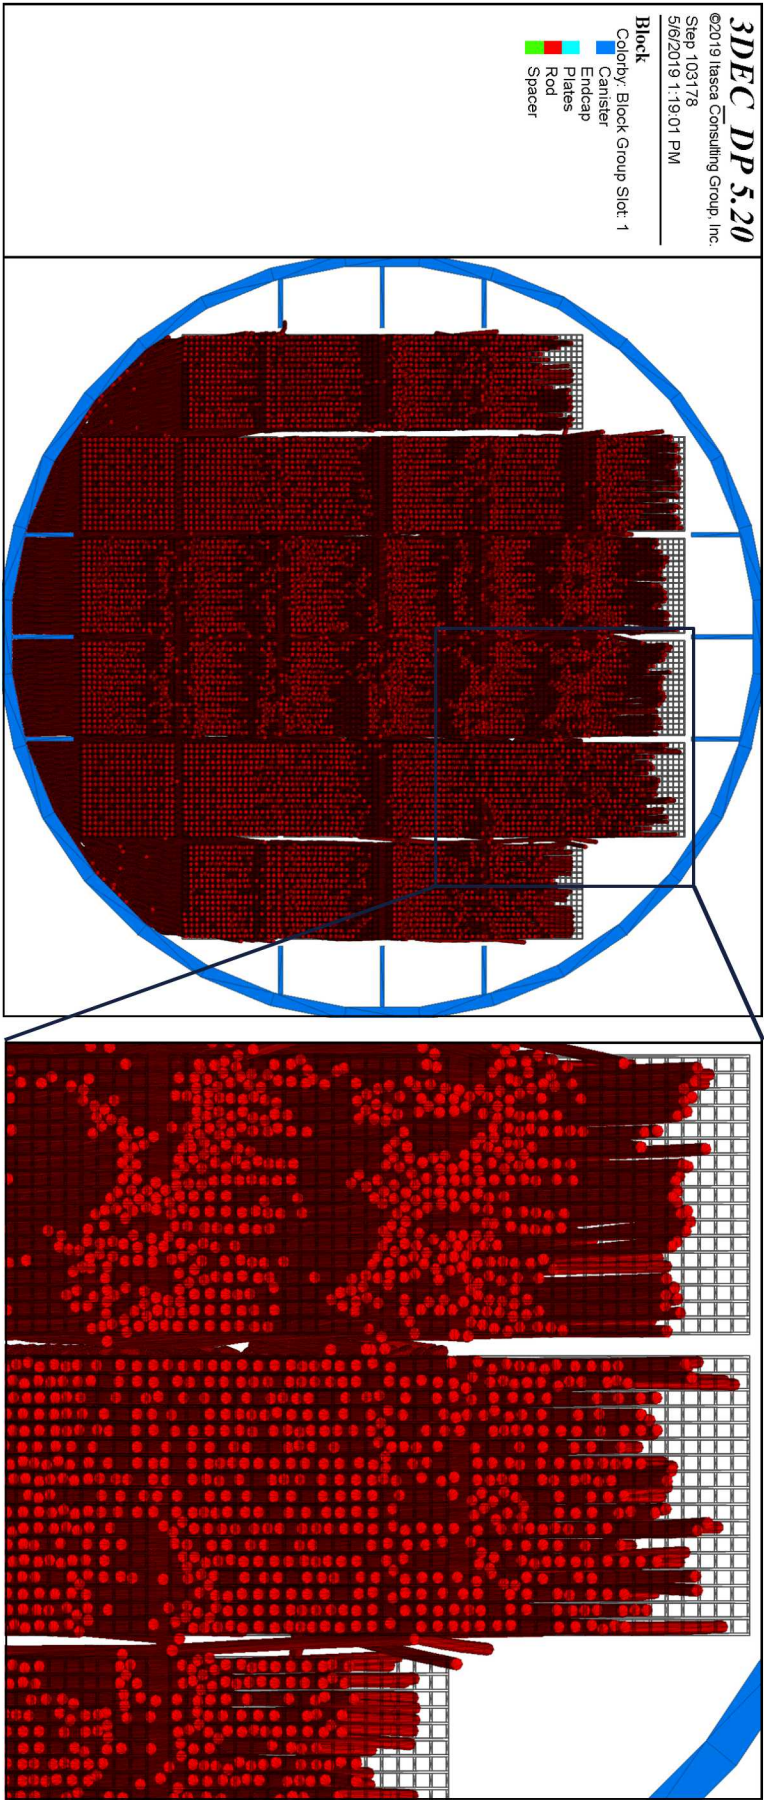 3DEC_DP 5.20
©2019 Itasca Consulting Group, Inc.
Step 103178
5/6/2019 1:19:01 PM
Block
Colorby: Block Group Slot: 1
Canister
Endcap
Plates
Rod
Spacer